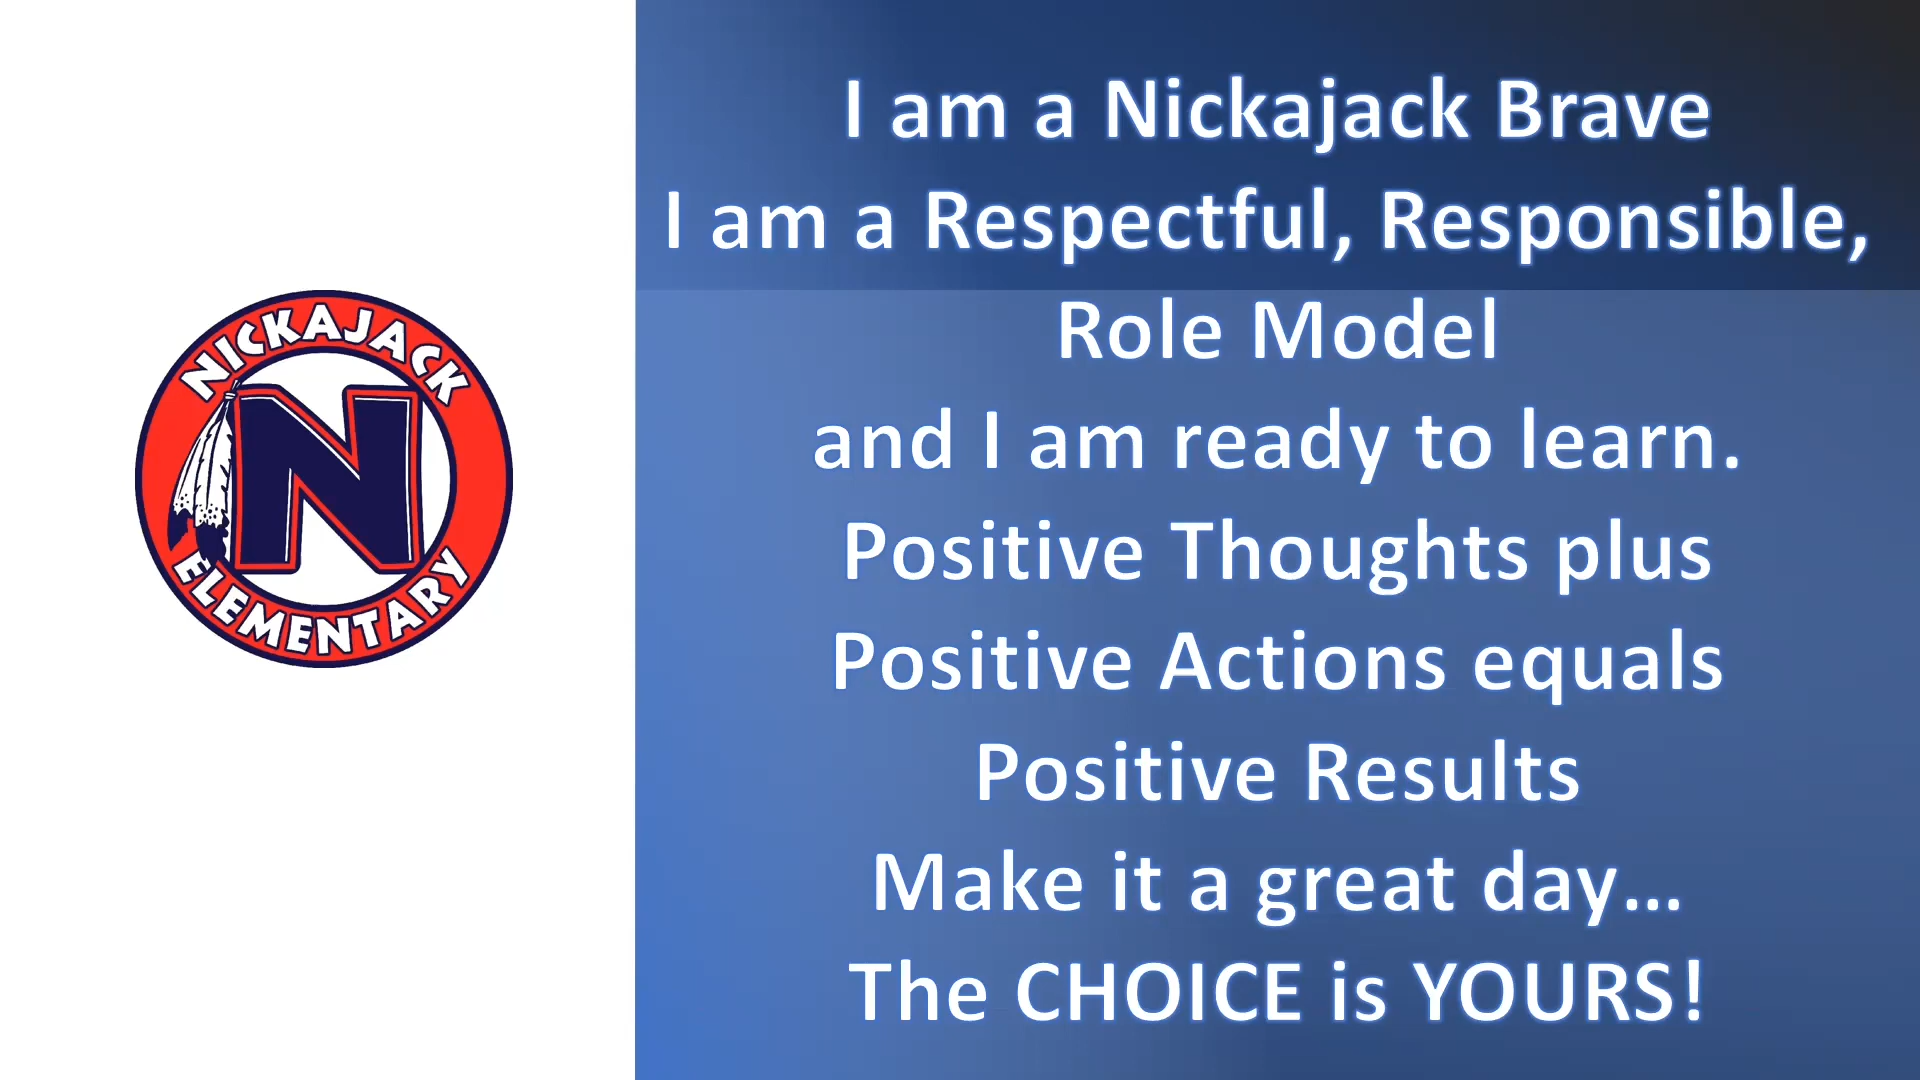 NICKAJACK
N
ELEMENTARY
I am a Nickajack Brave
I am a Respectful, Responsible,
Role Model
and I am ready to learn.
Positive Thoughts plus
Positive Actions equals
Positive Results
Make it a great day...
The CHOICE is YOURS!